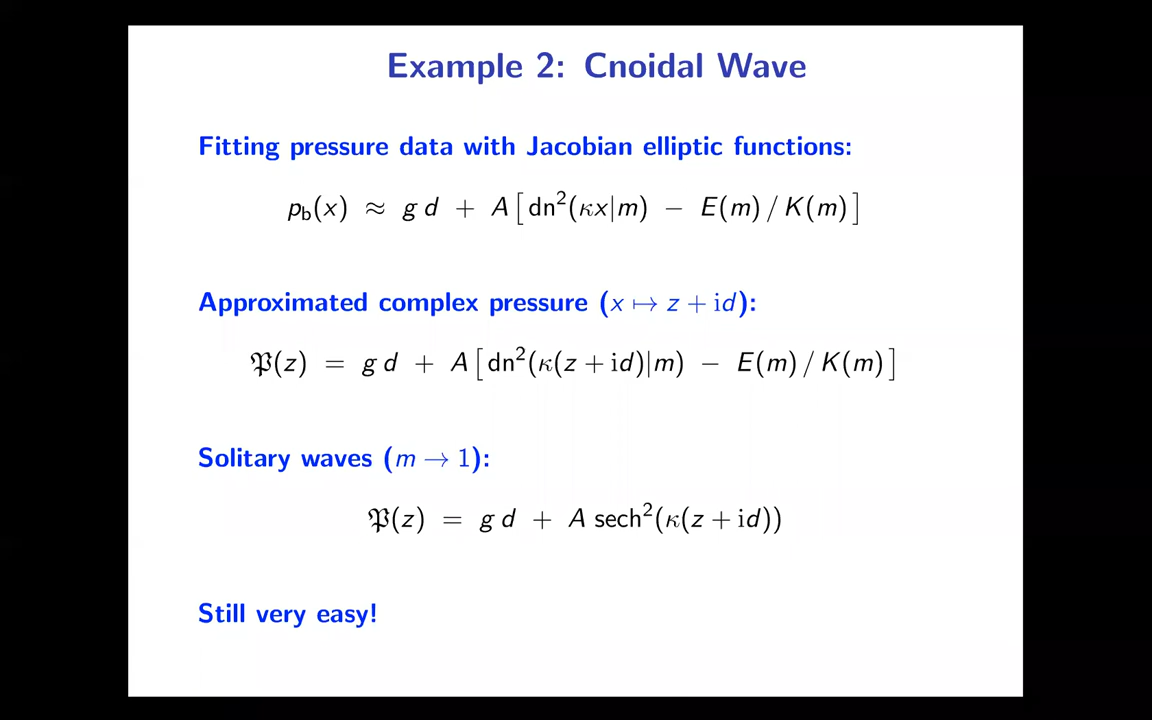 Example 2: Cnoidal Wave
Fitting pressure data with Jacobian elliptic functions:
p_b(x) ≈ g d + A [ dn²(κx|m) − E(m) / K(m) ]
Approximated complex pressure (x ↦ z + id):
𝔓(z) = g d + A [ dn²(κ(z + id)|m) − E(m) / K(m) ]
Solitary waves (m → 1):
𝔓(z) = g d + A sech²(κ(z + id))
Still very easy!